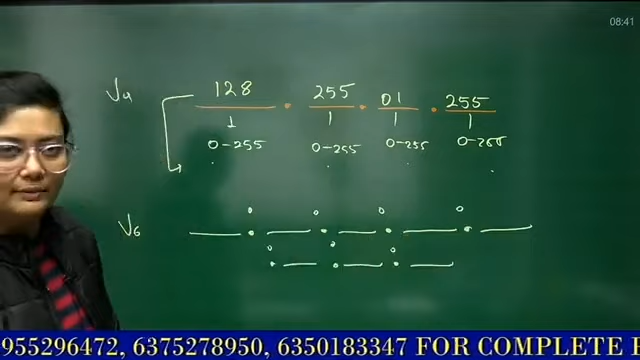 08:41
V4 128 . 255 . 01 . 255
1 1 1 1
0-255 0-255 0-255 0-255
V6
955296472, 6375278950, 6350183347 FOR COMPLETE